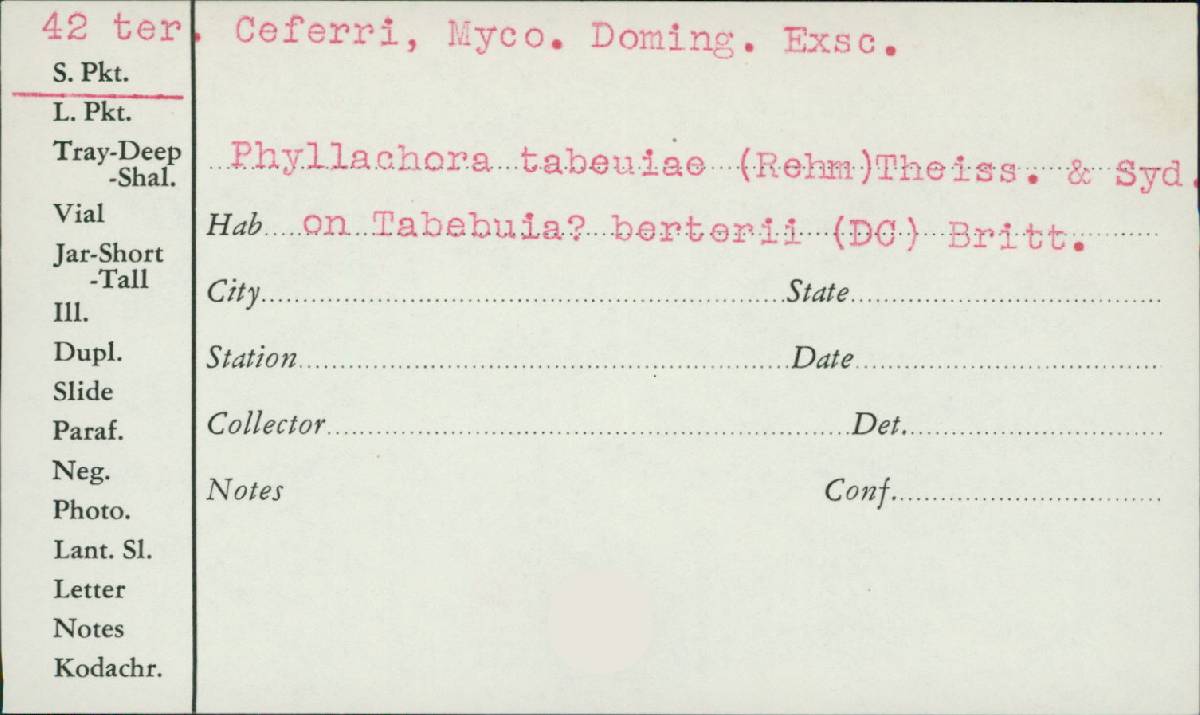 42 ter. Ceferri, Myco. Doming. Exsc.
S. Pkt.
L. Pkt.
Tray-Deep
-Shal.
Vial
Jar-Short
-Tall
Ill.
Dupl.
Slide
Paraf.
Neg.
Photo.
Lant. Sl.
Letter
Notes
Kodachr.
Phyllachora tabeuiae (Rehm)Theiss. & Syd.
Hab on Tabebuia? berterii (DC) Britt.
City State
Station Date
Collector Det.
Notes Conf.